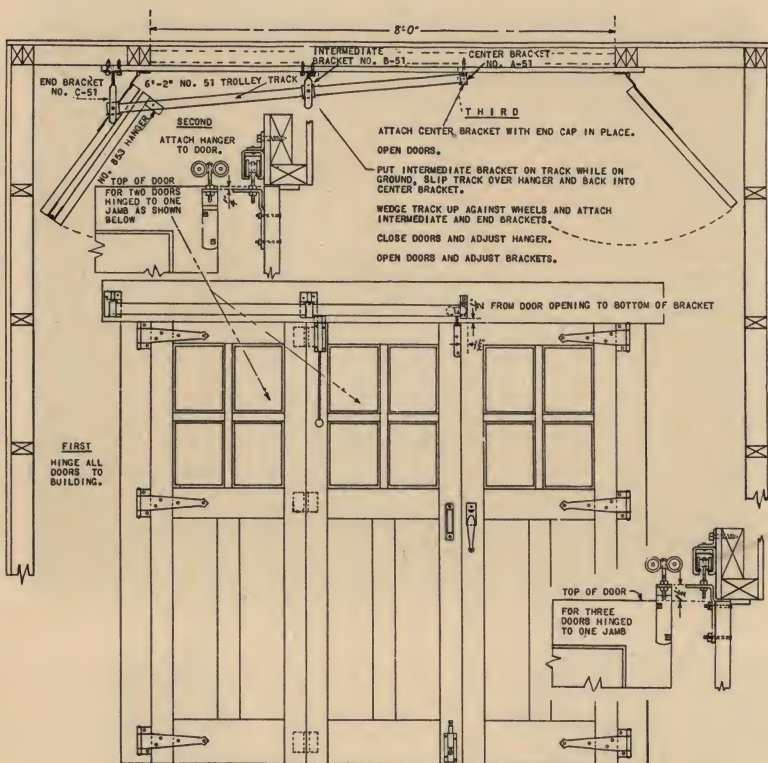 8'-0"
INTERMEDIATE
BRACKET NO. B-51
CENTER BRACKET
NO. A-51
END BRACKET
NO. C-51
6'-2" NO. 51 TROLLEY TRACK
NO. 853 HANGER
SECOND
ATTACH HANGER
TO DOOR.
TOP OF DOOR
FOR TWO DOORS
HINGED TO ONE
JAMB AS SHOWN
BELOW
THIRD
ATTACH CENTER BRACKET WITH END CAP IN PLACE.
OPEN DOORS.
PUT INTERMEDIATE BRACKET ON TRACK WHILE ON
GROUND, SLIP TRACK OVER HANGER AND BACK INTO
CENTER BRACKET.
WEDGE TRACK UP AGAINST WHEELS AND ATTACH
INTERMEDIATE AND END BRACKETS.
CLOSE DOORS AND ADJUST HANGER.
OPEN DOORS AND ADJUST BRACKETS.
FROM DOOR OPENING TO BOTTOM OF BRACKET
FIRST
HINGE ALL
DOORS TO
BUILDING.
TOP OF DOOR
FOR THREE
DOORS HINGED
TO ONE JAMB